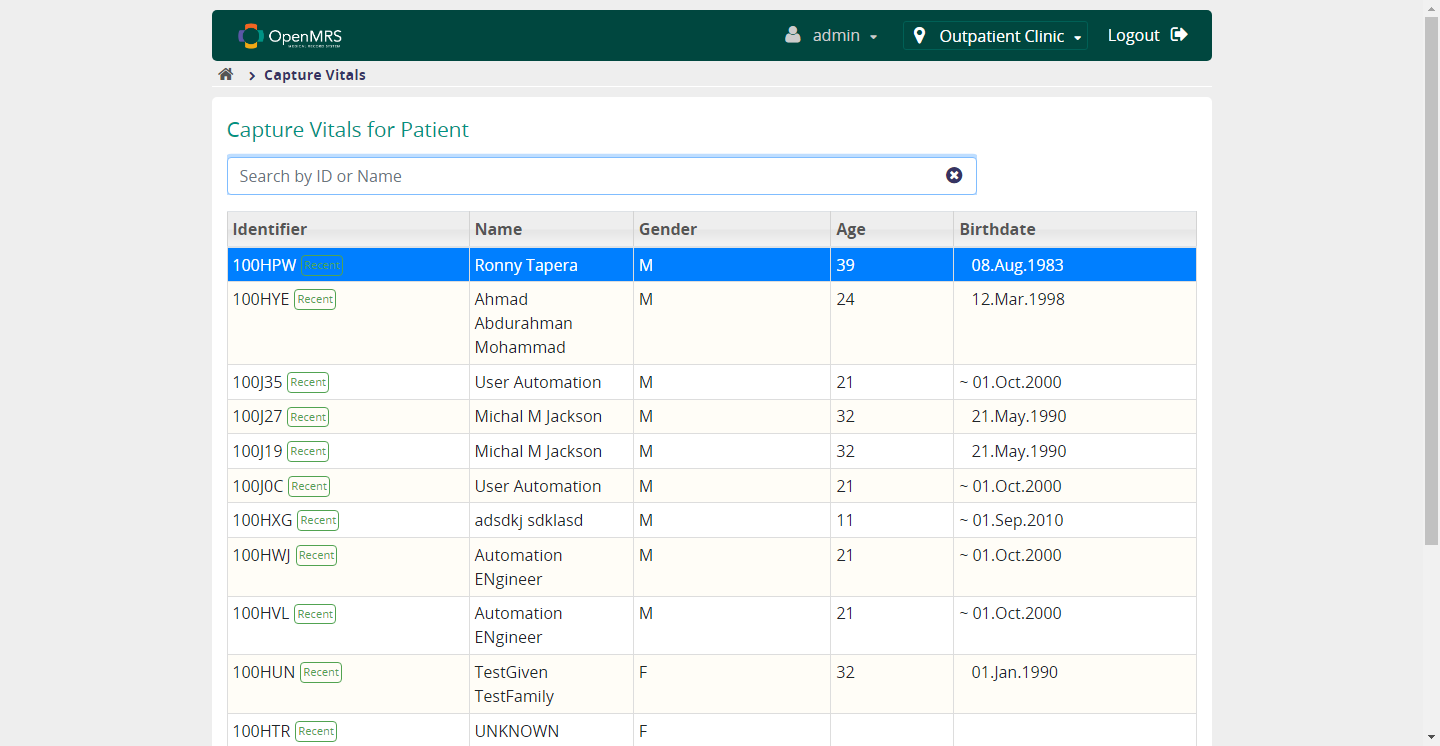 OpenMRS
MEDICAL RECORD SYSTEM
admin
Outpatient Clinic
Logout
Capture Vitals
Capture Vitals for Patient
Search by ID or Name
Identifier Name Gender Age Birthdate
100HPW Recent Ronny Tapera M 39 08.Aug.1983
100HYE Recent Ahmad M 24 12.Mar.1998
Abdurahman
Mohammad
100J35 Recent User Automation M 21 ~ 01.Oct.2000
100J27 Recent Michal M Jackson M 32 21.May.1990
100J19 Recent Michal M Jackson M 32 21.May.1990
100J0C Recent User Automation M 21 ~ 01.Oct.2000
100HXG Recent adsdkj sdklasd M 11 ~ 01.Sep.2010
100HWJ Recent Automation M 21 ~ 01.Oct.2000
ENgineer
100HVL Recent Automation M 21 ~ 01.Oct.2000
ENgineer
100HUN Recent TestGiven F 32 01.Jan.1990
TestFamily
100HTR Recent UNKNOWN F